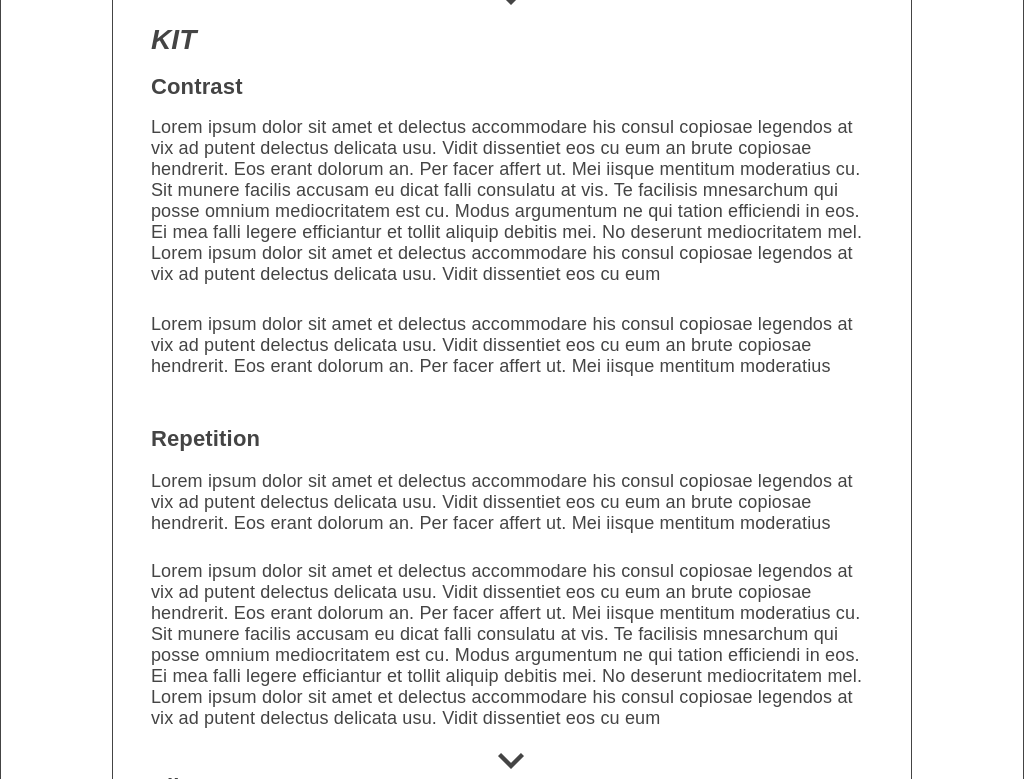 KIT
Contrast
Lorem ipsum dolor sit amet et delectus accommodare his consul copiosae legendos at
vix ad putent delectus delicata usu. Vidit dissentiet eos cu eum an brute copiosae
hendrerit. Eos erant dolorum an. Per facer affert ut. Mei iisque mentitum moderatius cu.
Sit munere facilis accusam eu dicat falli consulatu at vis. Te facilisis mnesarchum qui
posse omnium mediocritatem est cu. Modus argumentum ne qui tation efficiendi in eos.
Ei mea falli legere efficiantur et tollit aliquip debitis mei. No deserunt mediocritatem mel.
Lorem ipsum dolor sit amet et delectus accommodare his consul copiosae legendos at
vix ad putent delectus delicata usu. Vidit dissentiet eos cu eum
Lorem ipsum dolor sit amet et delectus accommodare his consul copiosae legendos at
vix ad putent delectus delicata usu. Vidit dissentiet eos cu eum an brute copiosae
hendrerit. Eos erant dolorum an. Per facer affert ut. Mei iisque mentitum moderatius
Repetition
Lorem ipsum dolor sit amet et delectus accommodare his consul copiosae legendos at
vix ad putent delectus delicata usu. Vidit dissentiet eos cu eum an brute copiosae
hendrerit. Eos erant dolorum an. Per facer affert ut. Mei iisque mentitum moderatius
Lorem ipsum dolor sit amet et delectus accommodare his consul copiosae legendos at
vix ad putent delectus delicata usu. Vidit dissentiet eos cu eum an brute copiosae
hendrerit. Eos erant dolorum an. Per facer affert ut. Mei iisque mentitum moderatius cu.
Sit munere facilis accusam eu dicat falli consulatu at vis. Te facilisis mnesarchum qui
posse omnium mediocritatem est cu. Modus argumentum ne qui tation efficiendi in eos.
Ei mea falli legere efficiantur et tollit aliquip debitis mei. No deserunt mediocritatem mel.
Lorem ipsum dolor sit amet et delectus accommodare his consul copiosae legendos at
vix ad putent delectus delicata usu. Vidit dissentiet eos cu eum